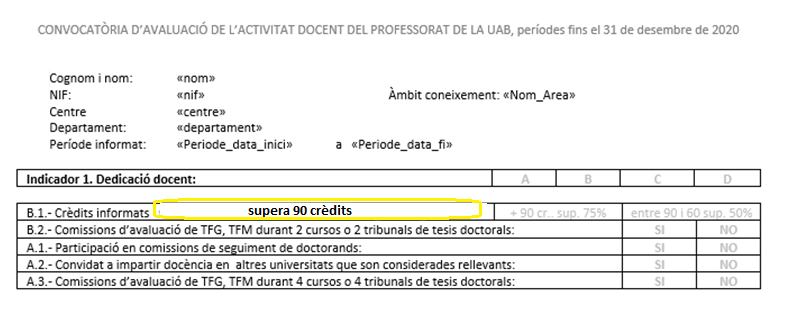 CONVOCATÒRIA D'AVALUACIÓ DE L'ACTIVITAT DOCENT DEL PROFESSORAT DE LA UAB, períodes fins el 31 de desembre de 2020
Cognom i nom: «nom»
NIF: «nif» Àmbit coneixement: «Nom_Area»
Centre «centre»
Departament: «departament»
Període informat: «Periode_data_inici» a «Periode_data_fi»
Indicador 1. Dedicació docent: A B C D
B.1.- Crèdits informats supera 90 crèdits + 90 cr.. sup. 75% entre 90 i 60 sup. 50%
B.2.- Comissions d'avaluació de TFG, TFM durant 2 cursos o 2 tribunals de tesis doctorals: SI NO
A.1.- Participació en comissions de seguiment de doctorands: SI NO
A.2.- Convidat a impartir docència en altres universitats que son considerades rellevants: SI NO
A.3.- Comissions d'avaluació de TFG, TFM durant 4 cursos o 4 tribunals de tesis doctorals: SI NO